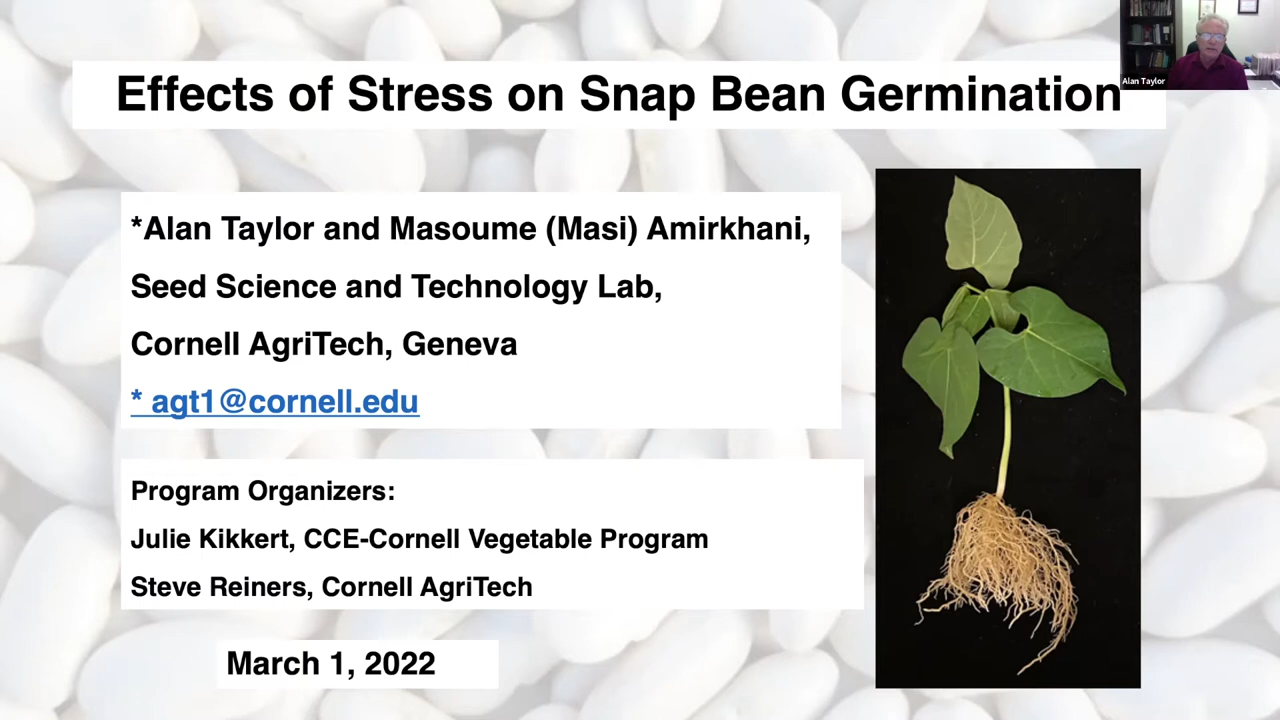 Effects of Stress on Snap Bean Germination
Alan Taylor
*Alan Taylor and Masoume (Masi) Amirkhani,
Seed Science and Technology Lab,
Cornell AgriTech, Geneva
* agt1@cornell.edu
Program Organizers:
Julie Kikkert, CCE-Cornell Vegetable Program
Steve Reiners, Cornell AgriTech
March 1, 2022